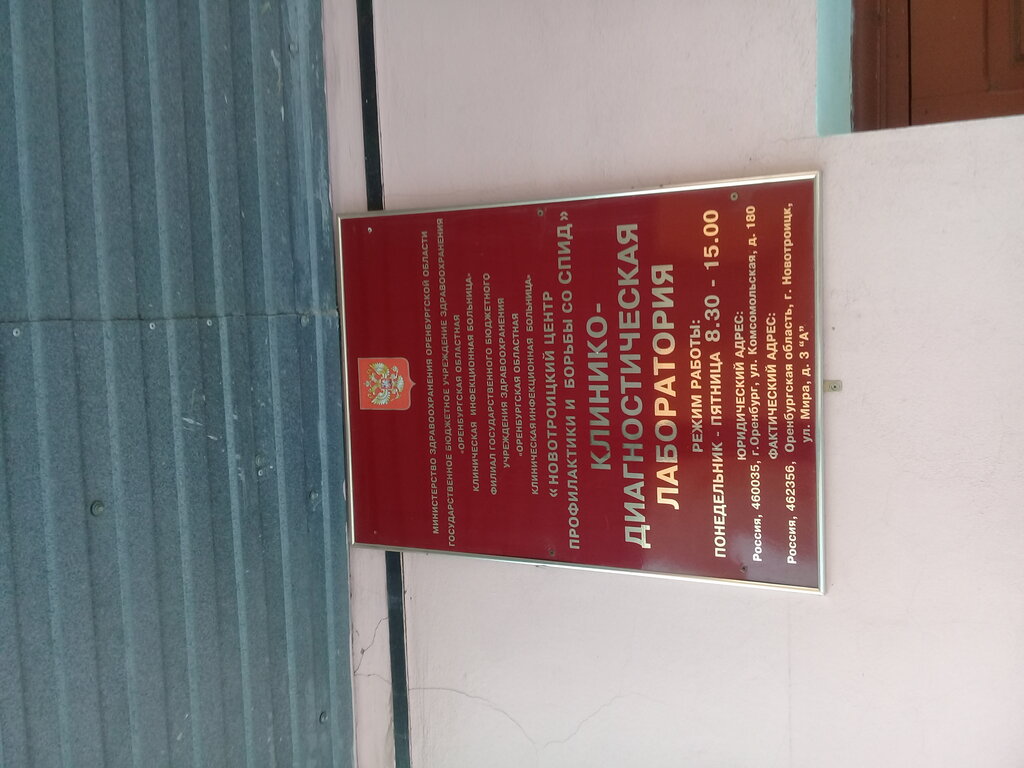 МИНИСТЕРСТВО ЗДРАВООХРАНЕНИЯ ОРЕНБУРГСКОЙ ОБЛАСТИ
ГОСУДАРСТВЕННОЕ БЮДЖЕТНОЕ УЧРЕЖДЕНИЕ ЗДРАВООХРАНЕНИЯ
«ОРЕНБУРГСКАЯ ОБЛАСТНАЯ
КЛИНИЧЕСКАЯ ИНФЕКЦИОННАЯ БОЛЬНИЦА»
ФИЛИАЛ ГОСУДАРСТВЕННОГО БЮДЖЕТНОГО
УЧРЕЖДЕНИЯ ЗДРАВООХРАНЕНИЯ
«ОРЕНБУРГСКАЯ ОБЛАСТНАЯ
КЛИНИЧЕСКАЯ ИНФЕКЦИОННАЯ БОЛЬНИЦА»
«НОВОТРОИЦКИЙ ЦЕНТР
ПРОФИЛАКТИКИ И БОРЬБЫ СО СПИД»
КЛИНИКО-
ДИАГНОСТИЧЕСКАЯ
ЛАБОРАТОРИЯ
РЕЖИМ РАБОТЫ:
ПОНЕДЕЛЬНИК - ПЯТНИЦА 8.30 - 15.00
ЮРИДИЧЕСКИЙ АДРЕС:
Россия, 460035, г.Оренбург, ул. Комсомольская, д. 180
ФАКТИЧЕСКИЙ АДРЕС:
Россия, 462356, Оренбургская область, г. Новотроицк,
ул. Мира, д. 3 "А"